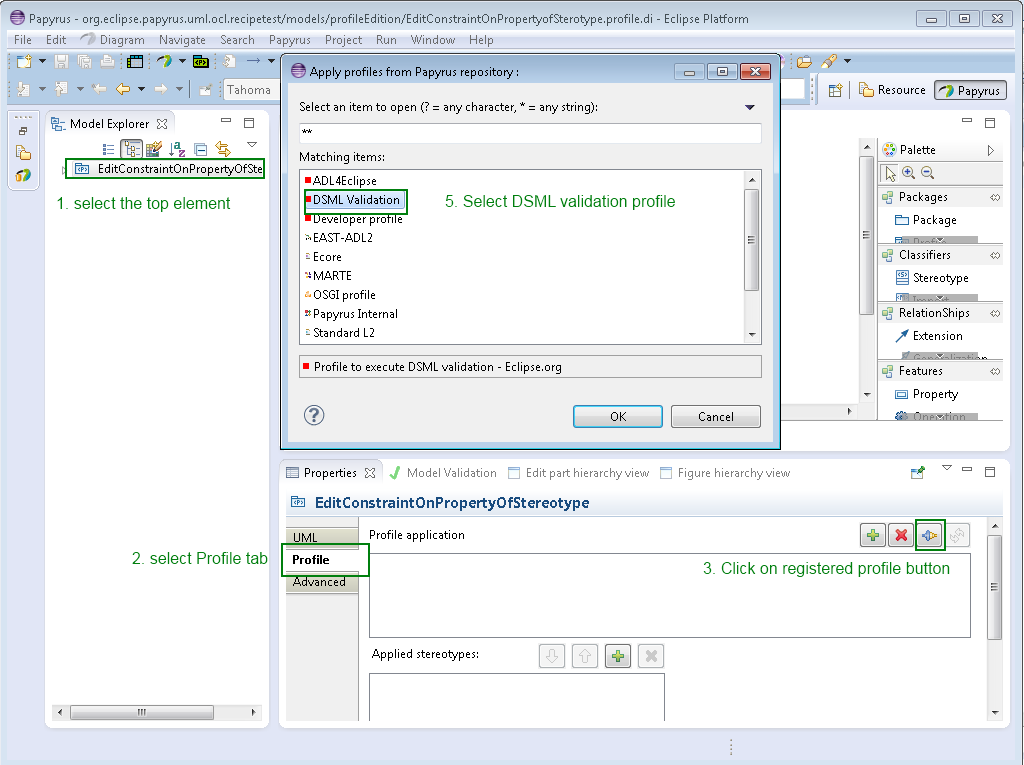 Papyrus - org.eclipse.papyrus.uml.ocl.recipetest/models/profileEdition/EditConstraintOnPropertyofSterotype.profile.di - Eclipse Platform
File Edit Diagram Navigate Search Papyrus Project Run Window Help
Tahoma
Resource
Papyrus
Model Explorer
EditConstraintOnPropertyOfSte
1. select the top element
Apply profiles from Papyrus repository :
Select an item to open (? = any character, * = any string):
**
Matching items:
ADL4Eclipse
DSML Validation
5. Select DSML validation profile
Developer profile
EAST-ADL2
Ecore
MARTE
OSGI profile
Papyrus Internal
Standard L2
Profile to execute DSML validation - Eclipse.org
OK
Cancel
Palette
Packages
Package
Profile
Classifiers
Stereotype
Import
RelationShips
Extension
Generalization
Features
Property
Operation
Properties
Model Validation
Edit part hierarchy view
Figure hierarchy view
EditConstraintOnPropertyOfStereotype
UML
Profile
Advanced
2. select Profile tab
Profile application
3. Click on registered profile button
Applied stereotypes: